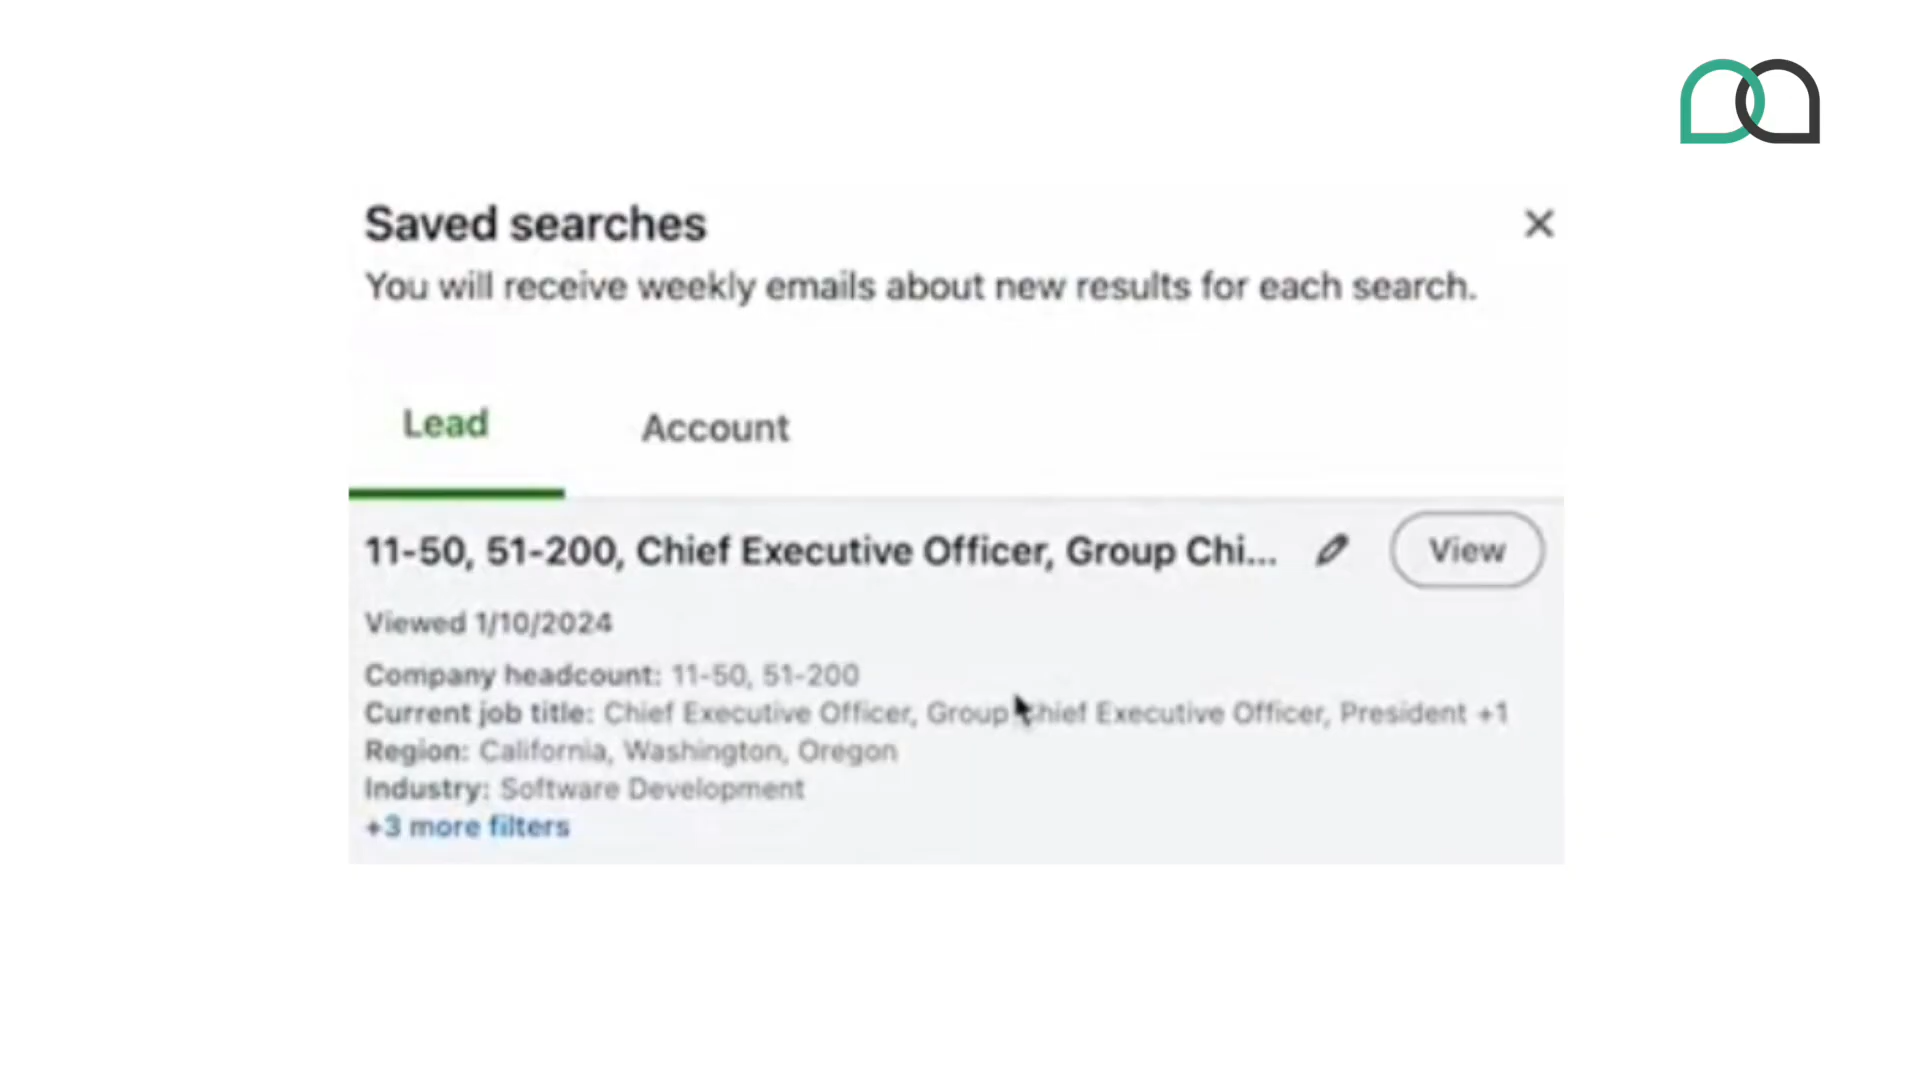 Saved searches
You will receive weekly emails about new results for each search.
Lead
Account
11-50, 51-200, Chief Executive Officer, Group Chi...
View
Viewed 1/10/2024
Company headcount: 11-50, 51-200
Current job title: Chief Executive Officer, Group Chief Executive Officer, President +1
Region: California, Washington, Oregon
Industry: Software Development
+3 more filters